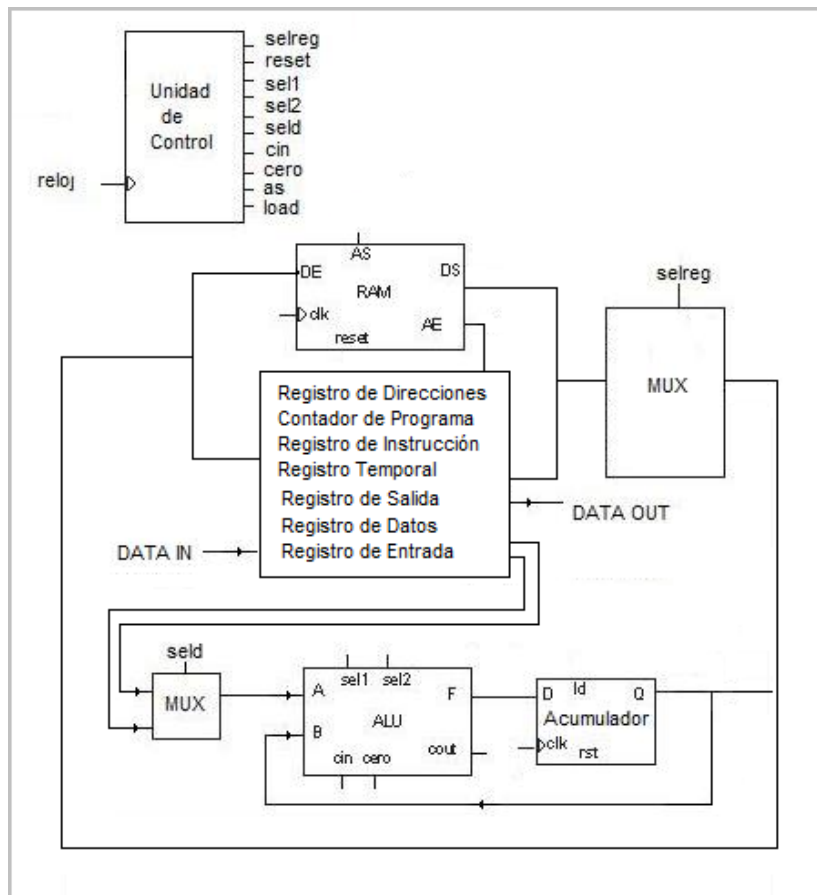 selreg
reset
sel1
sel2
seld
cin
cero
as
load
Unidad
de
Control
reloj
AS
DE
DS
RAM
clk
AE
reset
selreg
MUX
Registro de Direcciones
Contador de Programa
Registro de Instrucción
Registro Temporal
Registro de Salida
Registro de Datos
Registro de Entrada
DATA OUT
DATA IN
seld
MUX
A
sel1 sel2
F
B
ALU
cout
cin cero
D
ld
Q
Acumulador
clk
rst